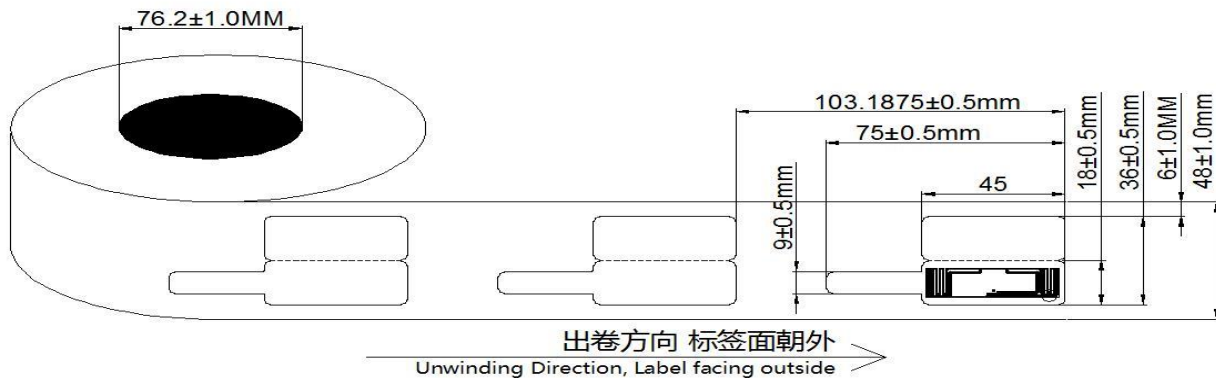 76.2±1.0MM
103.1875±0.5mm
75±0.5mm
45
9±0.5mm
18±0.5mm
36±0.5mm
6±1.0MM
48±1.0mm
出卷方向 标签面朝外
Unwinding Direction, Label facing outside